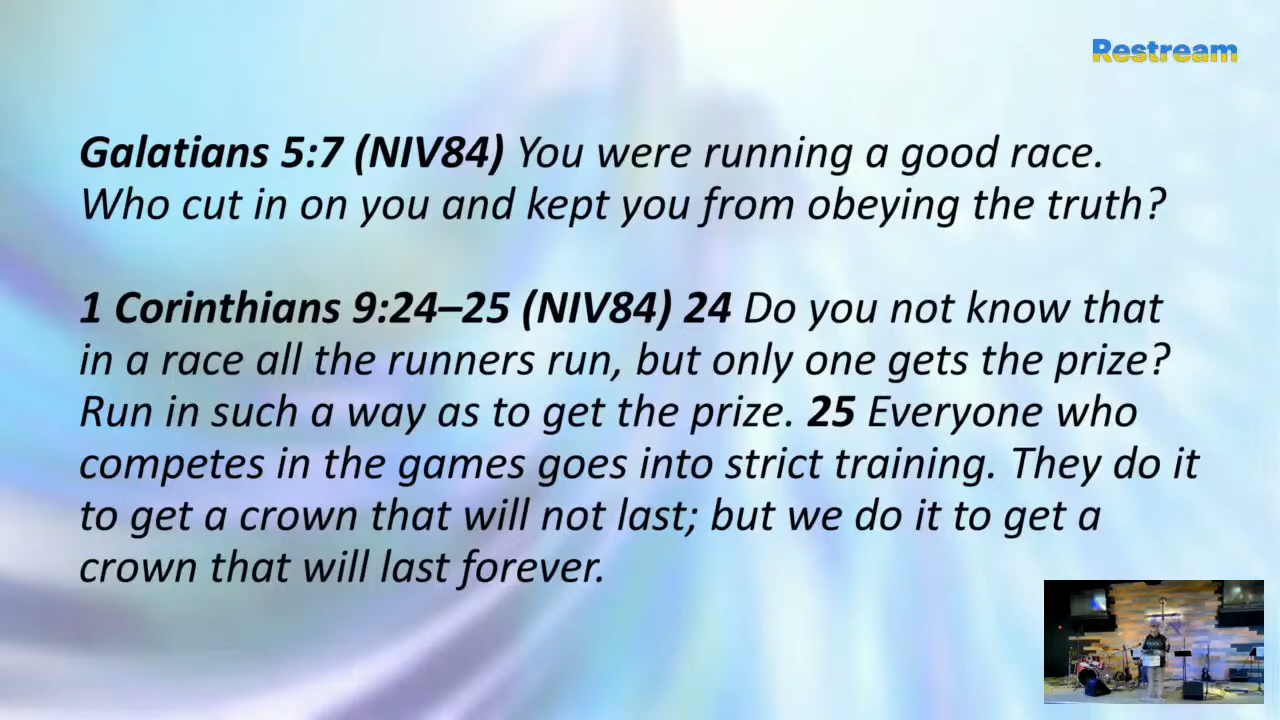 Restream
Galatians 5:7 (NIV84) You were running a good race.
Who cut in on you and kept you from obeying the truth?
1 Corinthians 9:24–25 (NIV84) 24 Do you not know that
in a race all the runners run, but only one gets the prize?
Run in such a way as to get the prize. 25 Everyone who
competes in the games goes into strict training. They do it
to get a crown that will not last; but we do it to get a
crown that will last forever.